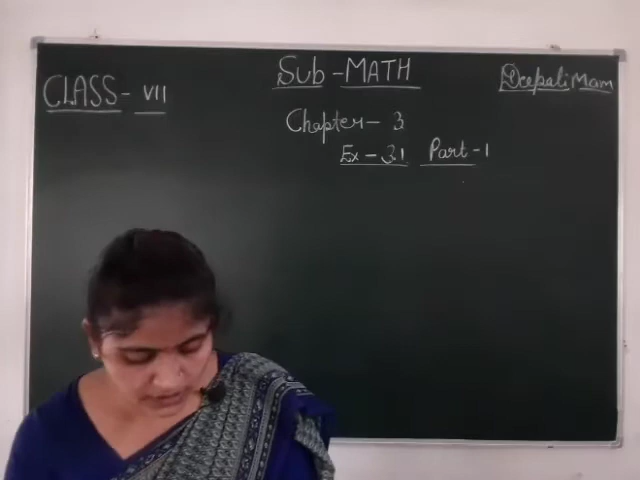 Sub - MATH
CLASS - VII
Deepali Mam
Chapter - 3
Ex - 3.1 Part - 1